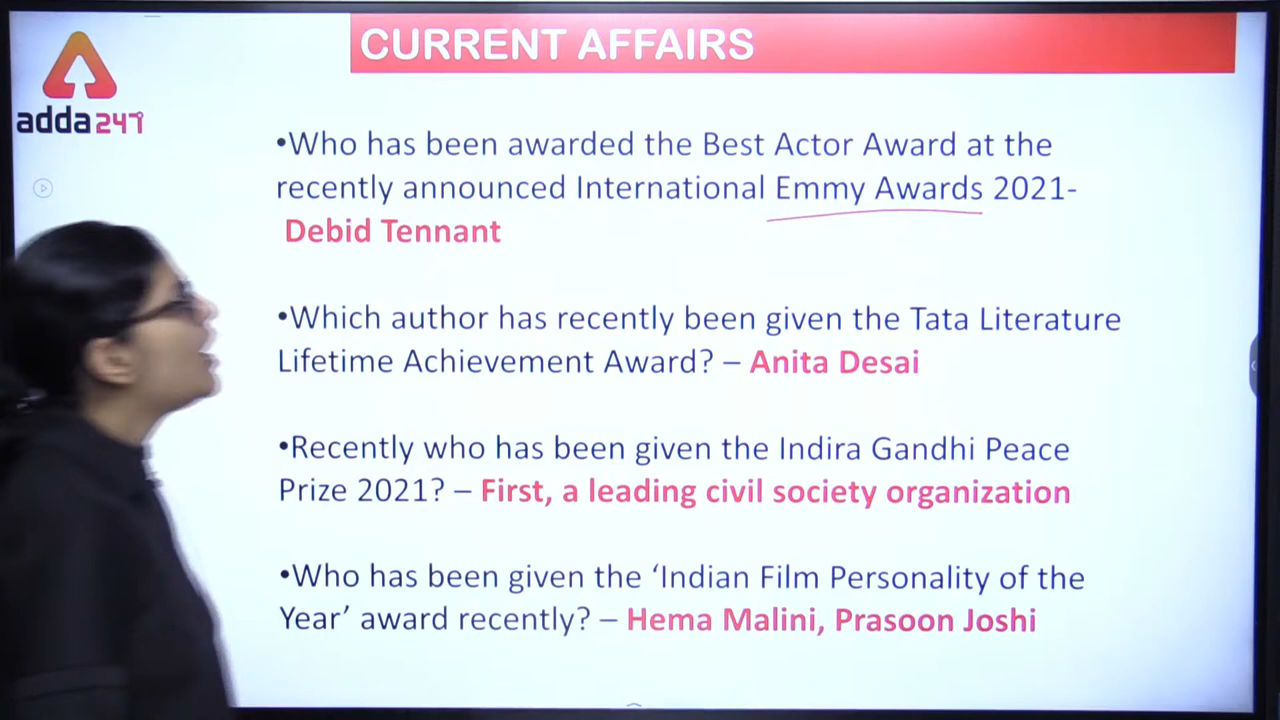 CURRENT AFFAIRS
adda247
•Who has been awarded the Best Actor Award at the
recently announced International Emmy Awards 2021-
Debid Tennant
•Which author has recently been given the Tata Literature
Lifetime Achievement Award? – Anita Desai
•Recently who has been given the Indira Gandhi Peace
Prize 2021? – First, a leading civil society organization
•Who has been given the ‘Indian Film Personality of the
Year’ award recently? – Hema Malini, Prasoon Joshi